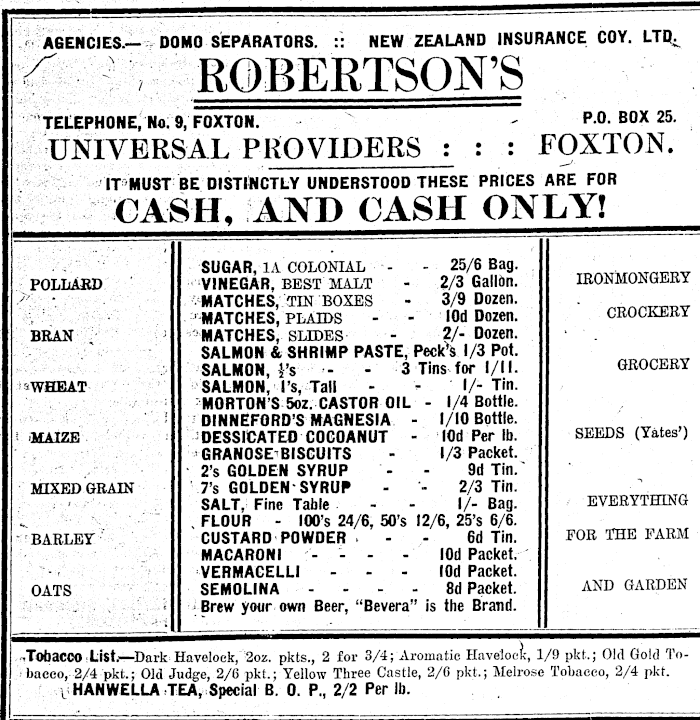 AGENCIES.— DOMO SEPARATORS. :: NEW ZEALAND INSURANCE COY. LTD.
ROBERTSON'S
TELEPHONE, No. 9, FOXTON. P.O. BOX 25.
UNIVERSAL PROVIDERS : : : FOXTON.
IT MUST BE DISTINCTLY UNDERSTOOD THESE PRICES ARE FOR
CASH, AND CASH ONLY!
POLLARD
BRAN
WHEAT
MAIZE
MIXED GRAIN
BARLEY
OATS
SUGAR, 1A COLONIAL - - 25/6 Bag.
VINEGAR, BEST MALT - 2/3 Gallon.
MATCHES, TIN BOXES - 3/9 Dozen.
MATCHES, PLAIDS - - 10d Dozen.
MATCHES, SLIDES - 2/- Dozen.
SALMON & SHRIMP PASTE, Peck's 1/3 Pot.
SALMON, ½'s - - 3 Tins for 1/11.
SALMON, 1's, Tall - - 1/- Tin.
MORTON'S 5oz. CASTOR OIL - 1/4 Bottle.
DINNEFORD'S MAGNESIA - 1/10 Bottle.
DESSICATED COCOANUT - 10d Per lb.
GRANOSE BISCUITS - 1/3 Packet.
2's GOLDEN SYRUP - - 9d Tin.
7's GOLDEN SYRUP - - 2/3 Tin.
SALT, Fine Table - - 1/- Bag.
FLOUR - 100's 24/6, 50's 12/6, 25's 6/6.
CUSTARD POWDER - - 6d Tin.
MACARONI - - - - 10d Packet.
VERMACELLI - - - 10d Packet.
SEMOLINA - - - - 8d Packet.
Brew your own Beer, "Bevera" is the Brand.
IRONMONGERY
CROCKERY
GROCERY
SEEDS (Yates')
EVERYTHING
FOR THE FARM
AND GARDEN
Tobacco List.—Dark Havelock, 2oz. pkts., 2 for 3/4; Aromatic Havelock, 1/9 pkt.; Old Gold To-
bacco, 2/4 pkt.; Old Judge, 2/6 pkt.; Yellow Three Castle, 2/6 pkt.; Melrose Tobacco, 2/4 pkt.
HANWELLA TEA, Special B. O. P., 2/2 Per lb.